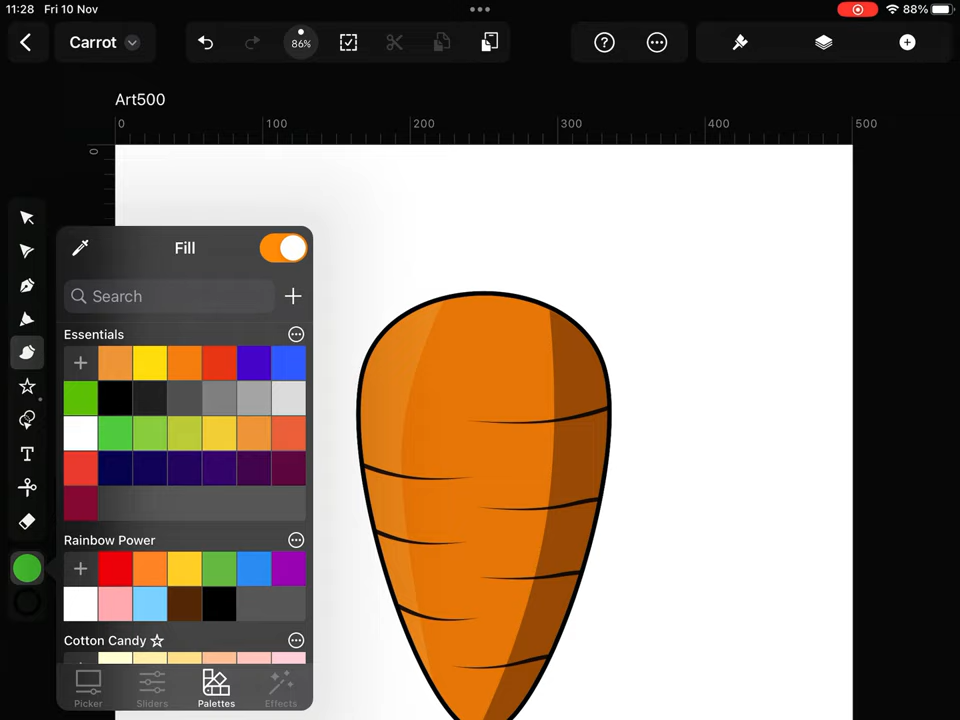 11:28 Fri 10 Nov
88%
Carrot
86%
Art500
0 100 200 300 400 500
0
Fill
Search
Essentials
Rainbow Power
Cotton Candy
Picker Sliders Palettes Effects